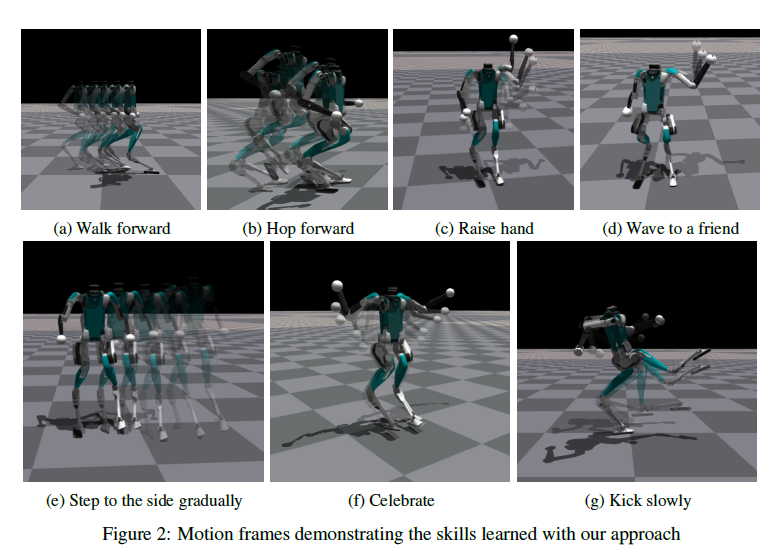 (a) Walk forward
(b) Hop forward
(c) Raise hand
(d) Wave to a friend
(e) Step to the side gradually
(f) Celebrate
(g) Kick slowly
Figure 2: Motion frames demonstrating the skills learned with our approach